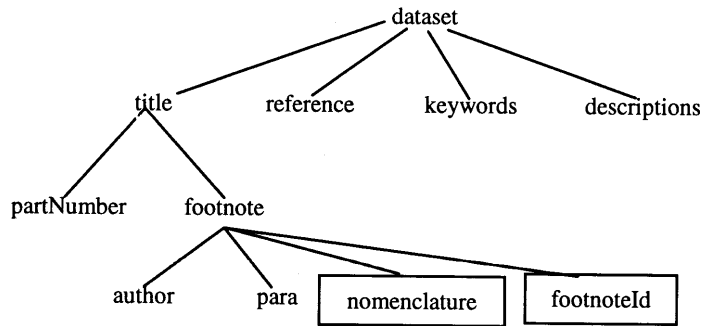 dataset
title reference keywords descriptions
partNumber footnote
author para nomenclature footnoteId